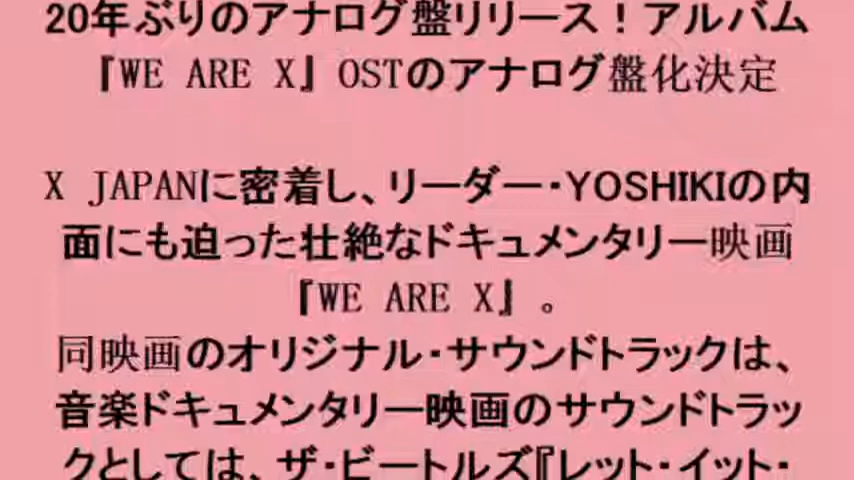 20年ぶりのアナログ盤リリース！アルバム
『WE ARE X』OSTのアナログ盤化決定
X JAPANに密着し、リーダー・YOSHIKIの内
面にも迫った壮絶なドキュメンタリー映画
『WE ARE X』。
同映画のオリジナル・サウンドトラックは、
音楽ドキュメンタリー映画のサウンドトラッ
クとしては、ザ・ビートルズ『レット・イット・